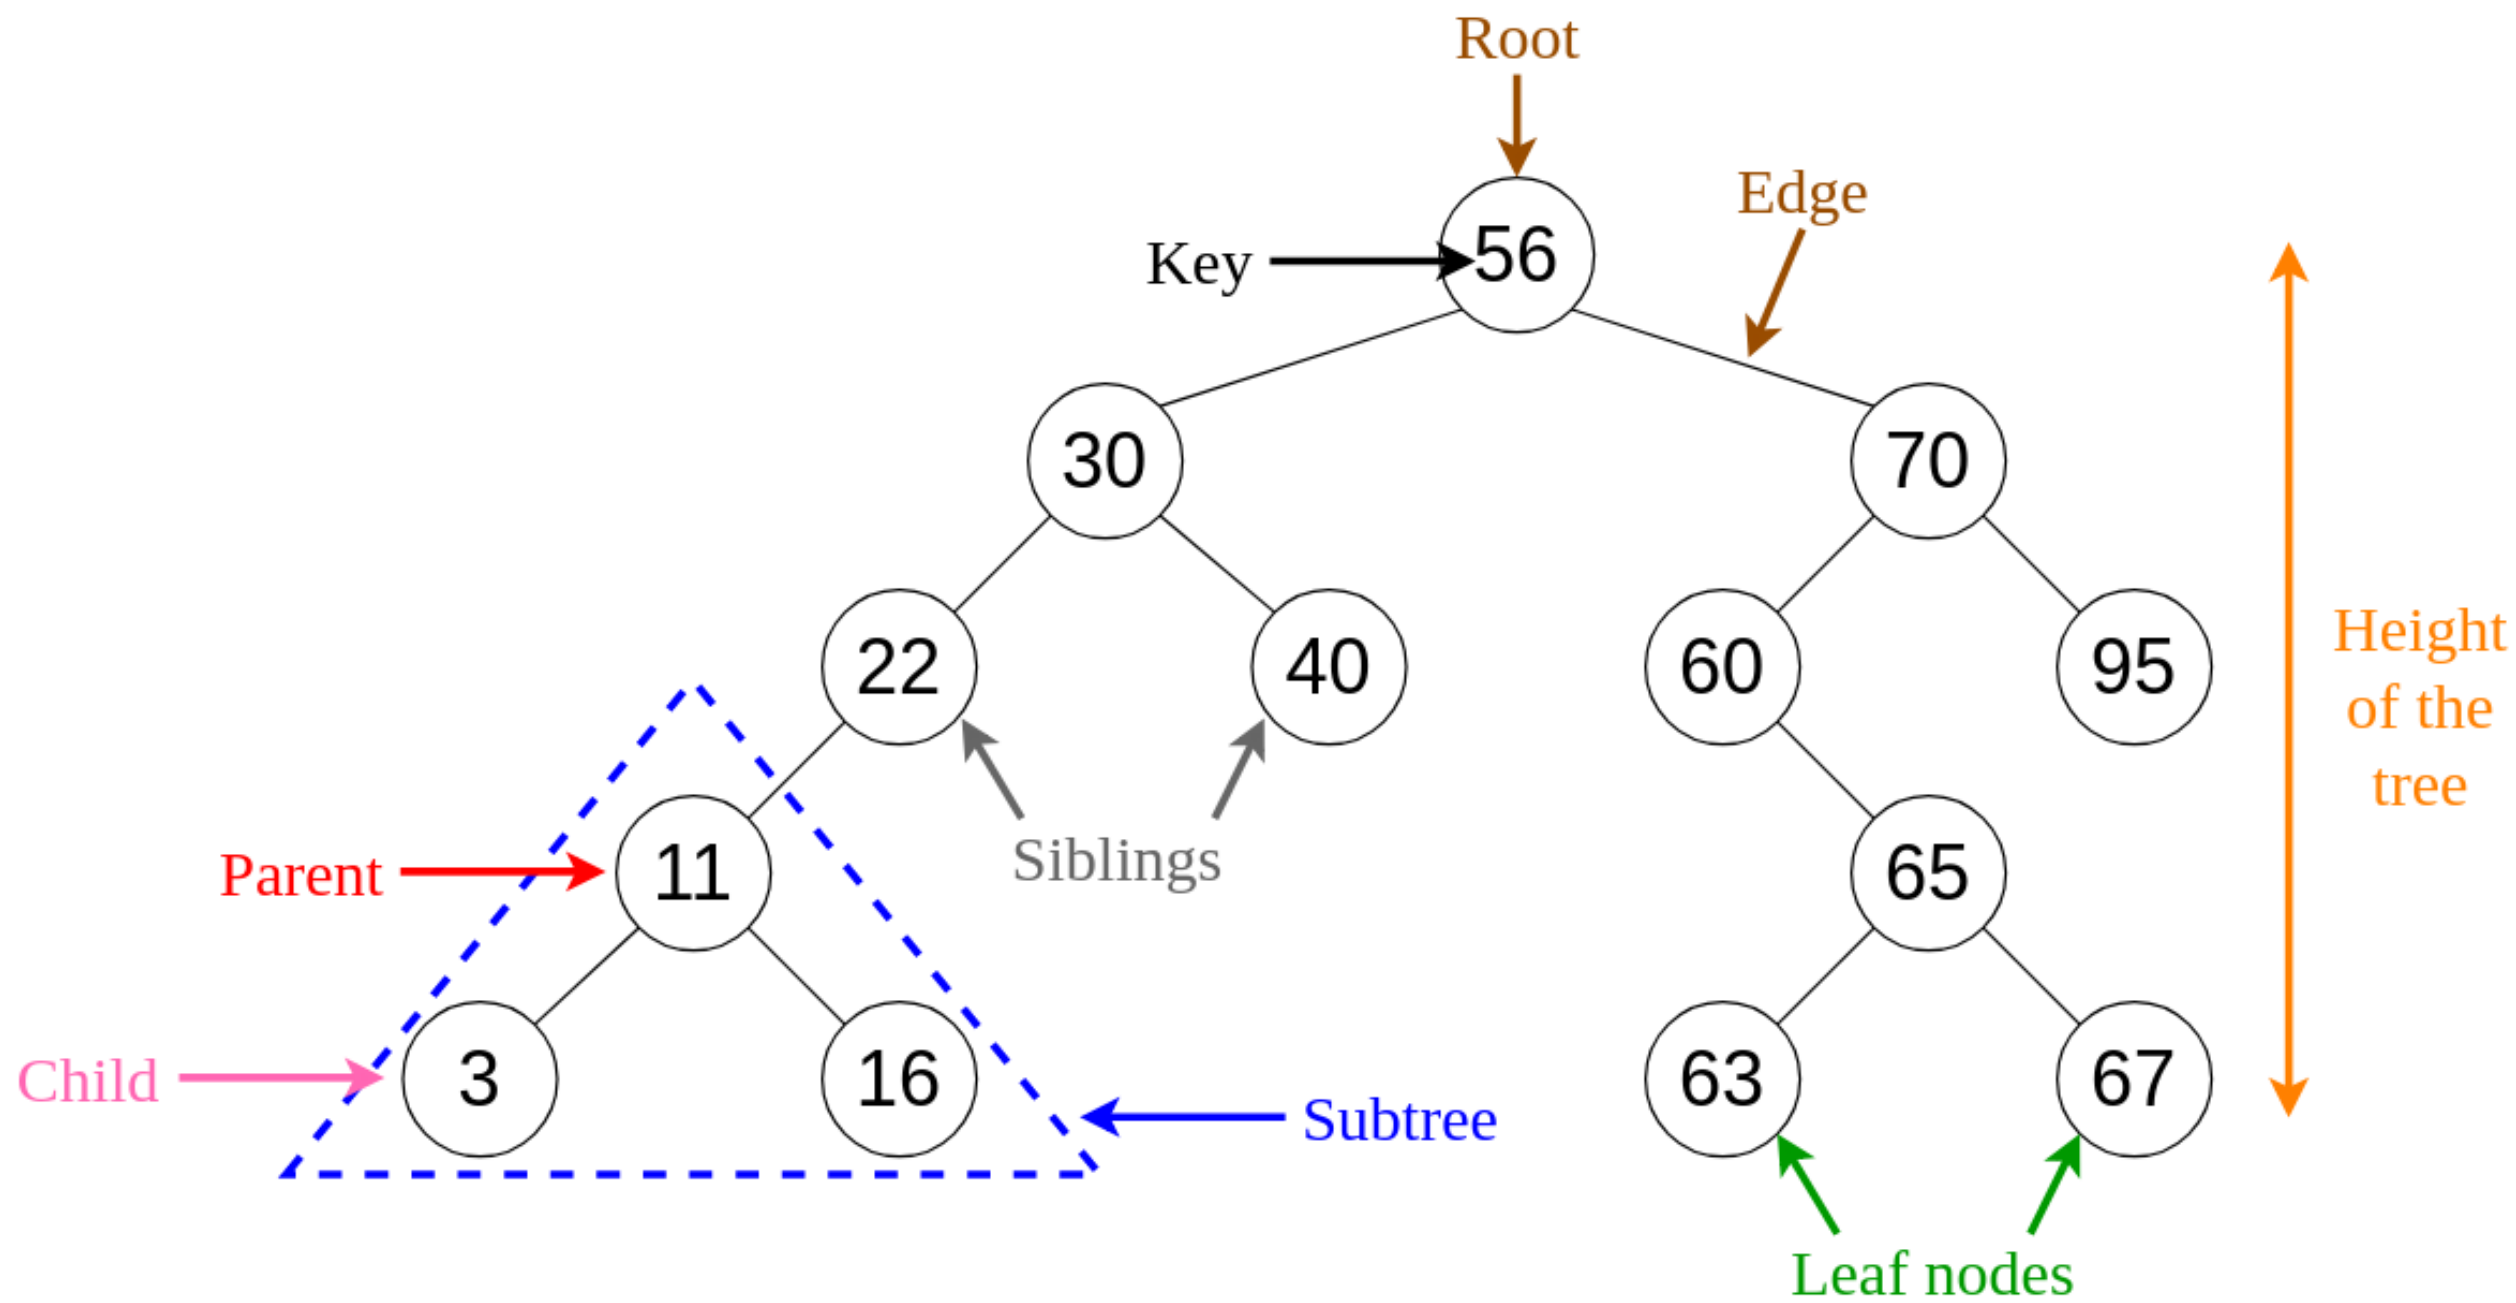 Root
Edge
Key
56
30
70
22
40
60
95
Height
of the
tree
Parent
11
Siblings
65
Child
3
16
Subtree
63
67
Leaf nodes